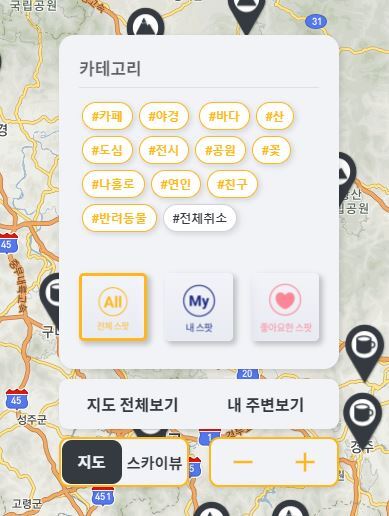 국립공원
31
카테고리
#카페 #야경 #바다 #산
#도심 #전시 #공원 #꽃
#나홀로 #연인 #친구
#반려동물 #전체취소
45
All My
전체 스팟 내 스팟 좋아요한 스팟
20
지도 전체보기 내 주변보기
45
성주군
1
경주
지도 스카이뷰 − +
451
고령군